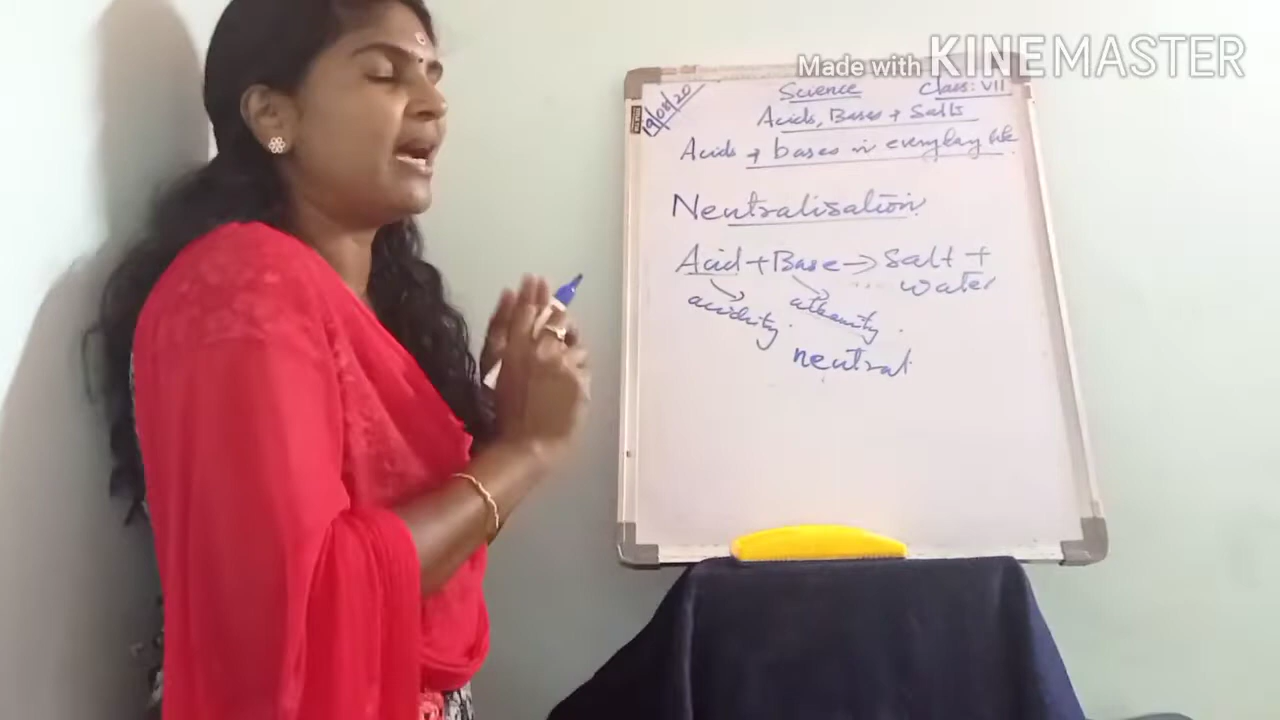 Made with KINEMASTER
19/08/20 Science Class: VII
Acids, Bases + Salts
Acids + bases in everyday life
Neutralisation
Acid + Base → Salt +
water
acidity. alkanity.
neutral